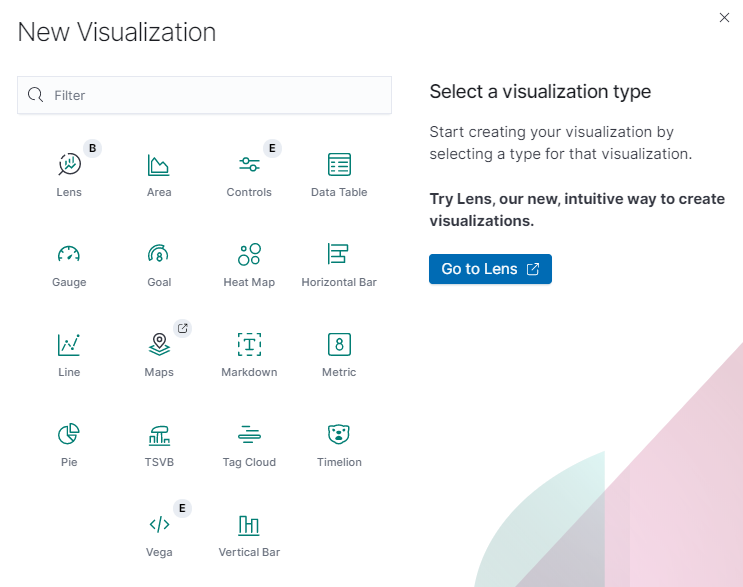 New Visualization
Filter
B
E
Lens
Area
Controls
Data Table
8
Gauge
Goal
Heat Map
Horizontal Bar
T
8
Line
Maps
Markdown
Metric
Pie
TSVB
Tag Cloud
Timelion
E
Vega
Vertical Bar
Select a visualization type
Start creating your visualization by
selecting a type for that visualization.
Try Lens, our new, intuitive way to create
visualizations.
Go to Lens